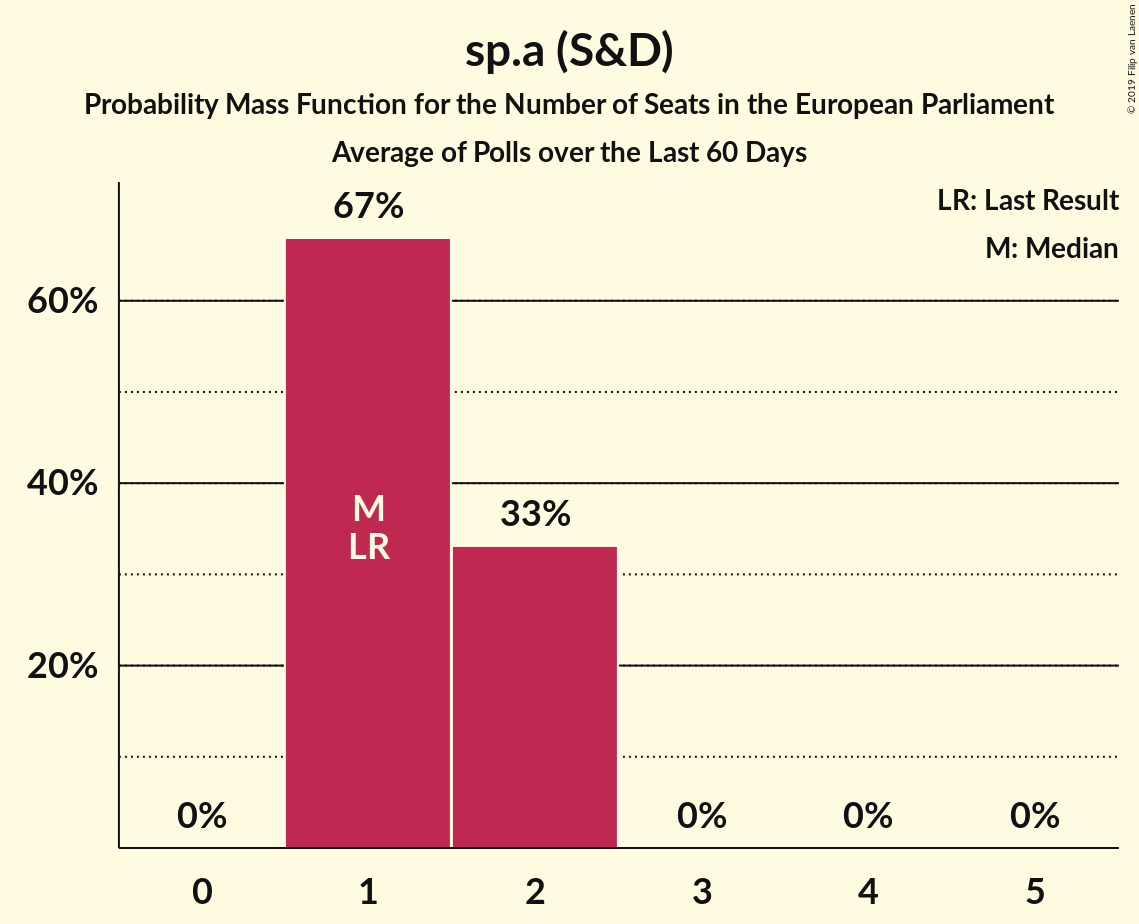 sp.a (S&D)
Probability Mass Function for the Number of Seats in the European Parliament
Average of Polls over the Last 60 Days
© 2019 Filip van Laenen
LR: Last Result
M: Median
67%
60%
40%
M
LR
33%
20%
0%
0%
0%
0%
0
1
2
3
4
5